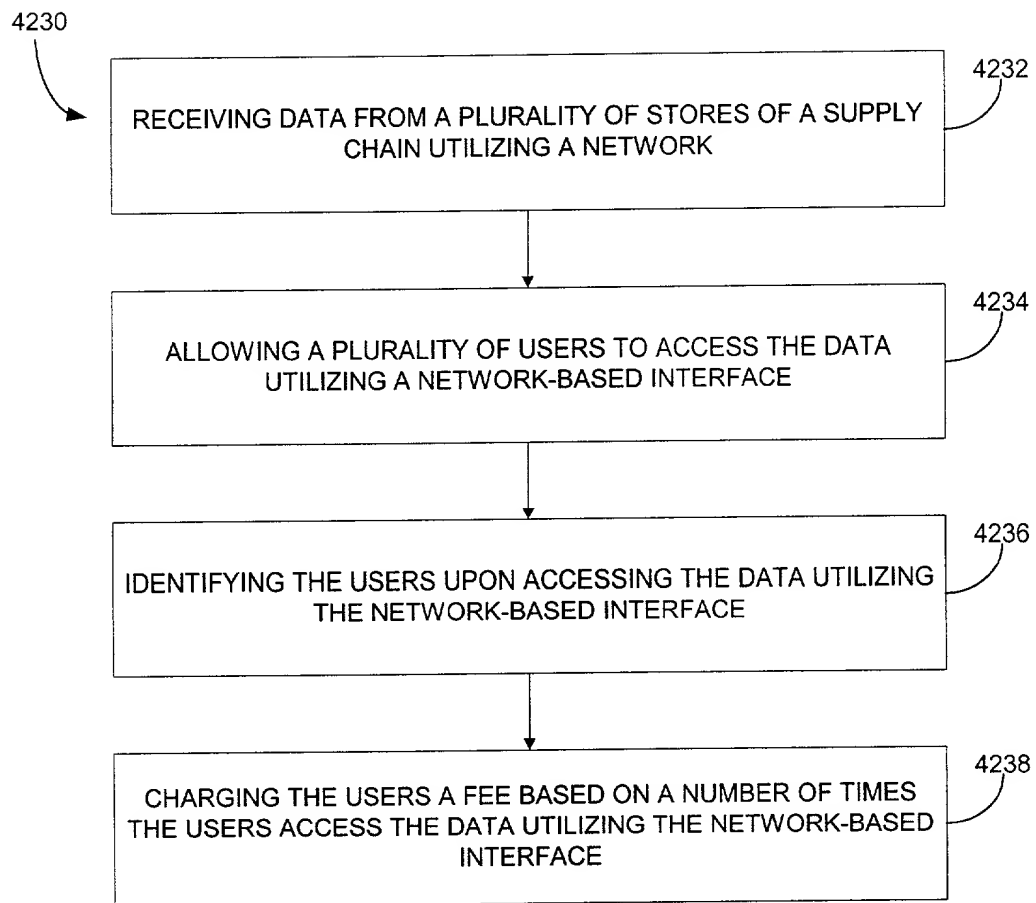 4230
4232
RECEIVING DATA FROM A PLURALITY OF STORES OF A SUPPLY
CHAIN UTILIZING A NETWORK
4234
ALLOWING A PLURALITY OF USERS TO ACCESS THE DATA
UTILIZING A NETWORK-BASED INTERFACE
4236
IDENTIFYING THE USERS UPON ACCESSING THE DATA UTILIZING
THE NETWORK-BASED INTERFACE
4238
CHARGING THE USERS A FEE BASED ON A NUMBER OF TIMES
THE USERS ACCESS THE DATA UTILIZING THE NETWORK-BASED
INTERFACE